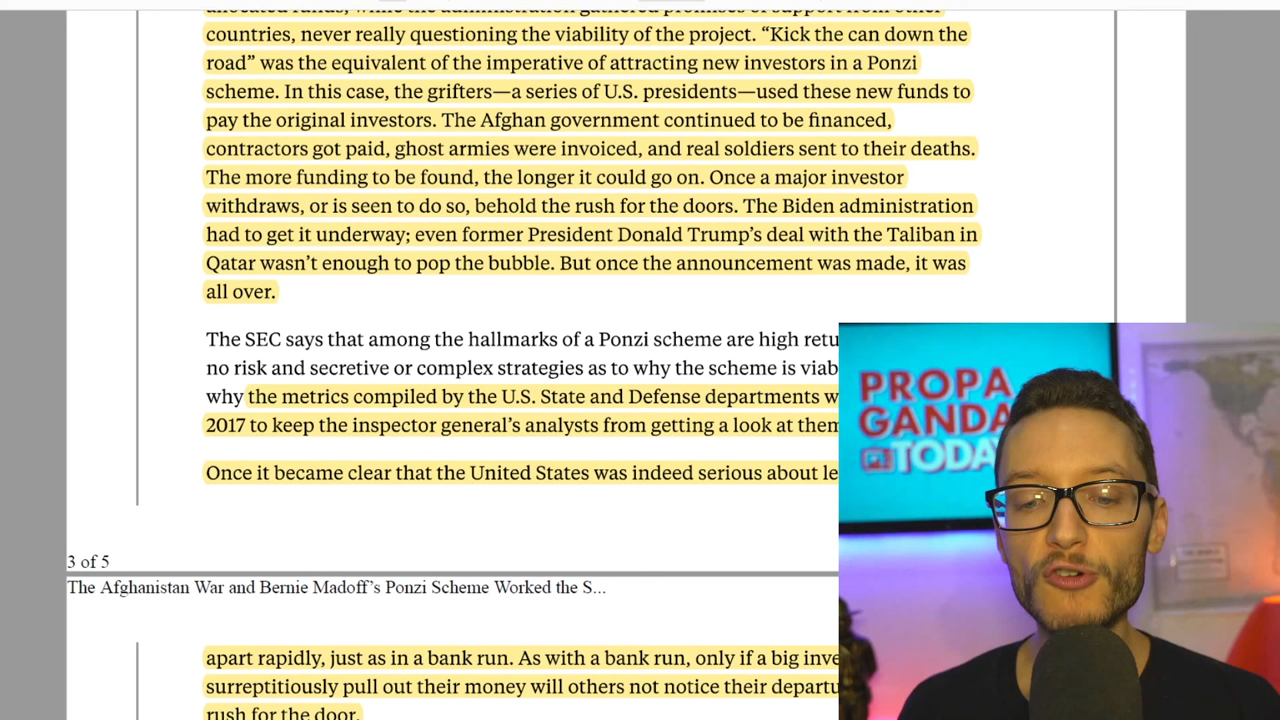 allocated funds, while the administration gathered promises of support from other
countries, never really questioning the viability of the project. “Kick the can down the
road” was the equivalent of the imperative of attracting new investors in a Ponzi
scheme. In this case, the grifters—a series of U.S. presidents—used these new funds to
pay the original investors. The Afghan government continued to be financed,
contractors got paid, ghost armies were invoiced, and real soldiers sent to their deaths.
The more funding to be found, the longer it could go on. Once a major investor
withdraws, or is seen to do so, behold the rush for the doors. The Biden administration
had to get it underway; even former President Donald Trump’s deal with the Taliban in
Qatar wasn’t enough to pop the bubble. But once the announcement was made, it was
all over.
The SEC says that among the hallmarks of a Ponzi scheme are high retu
no risk and secretive or complex strategies as to why the scheme is viab
why the metrics compiled by the U.S. State and Defense departments w
2017 to keep the inspector general’s analysts from getting a look at them
Once it became clear that the United States was indeed serious about le
3 of 5
The Afghanistan War and Bernie Madoff’s Ponzi Scheme Worked the S...
apart rapidly, just as in a bank run. As with a bank run, only if a big inve
surreptitiously pull out their money will others not notice their departu
rush for the door.
PROPA
GANDA
TODA